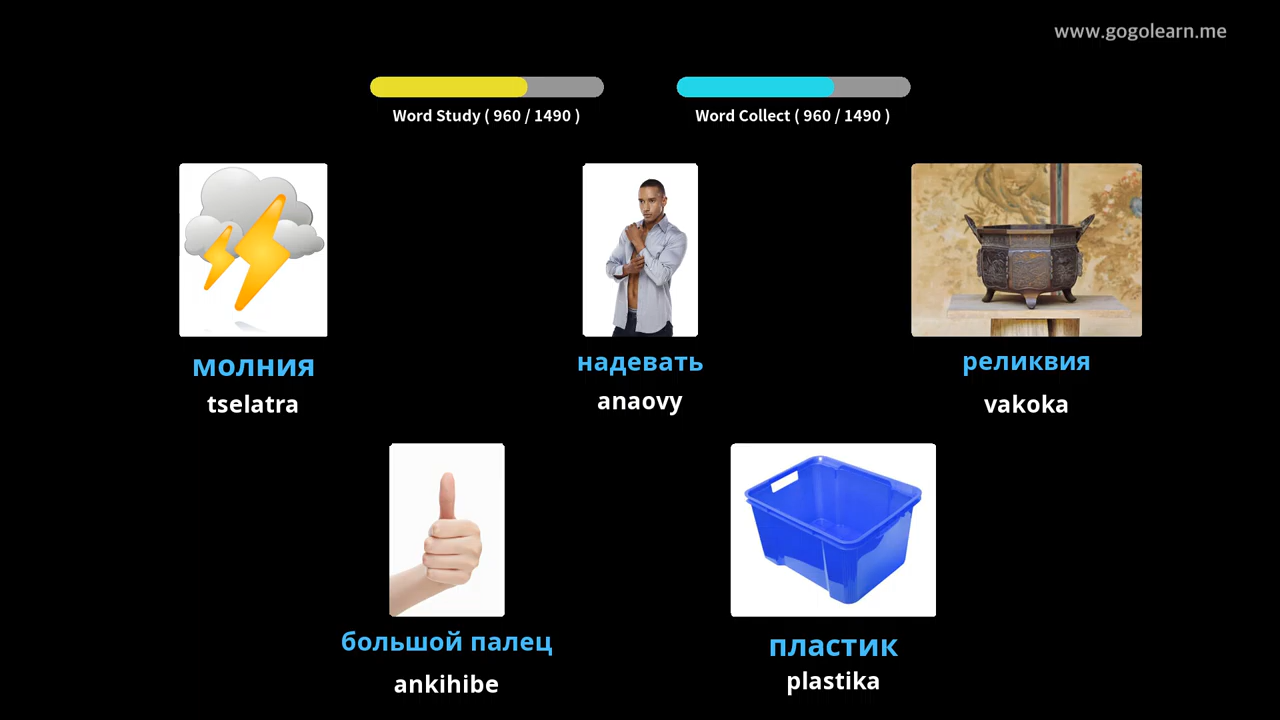 www.gogolearn.me
Word Study ( 960 / 1490 )
Word Collect ( 960 / 1490 )
молния
tselatra
надевать
anaovy
реликвия
vakoka
большой палец
ankihibe
пластик
plastika